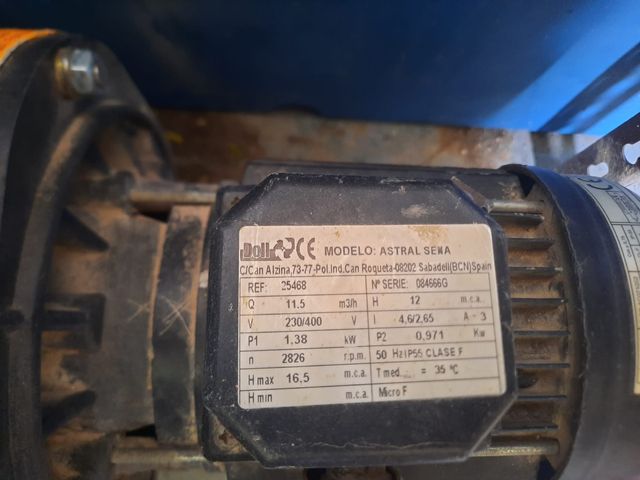 CE MODELO: ASTRAL SENA
C/Can Alzina,73-77-Pol.Ind.Can Roqueta-08202 Sabadell(BCN)Spain
REF: 25468 Nº SERIE: 084666G
Q 11.5 m3/h H 12 m.c.a.
V 230/400 V I 4,6/2,65 A - 3
P1 1,38 kW P2 0,971 Kw
n 2826 r.p.m. 50 Hz IP55 CLASE F
H max 16,5 m.c.a. T med = 35 ºC
H min m.c.a. Micro F